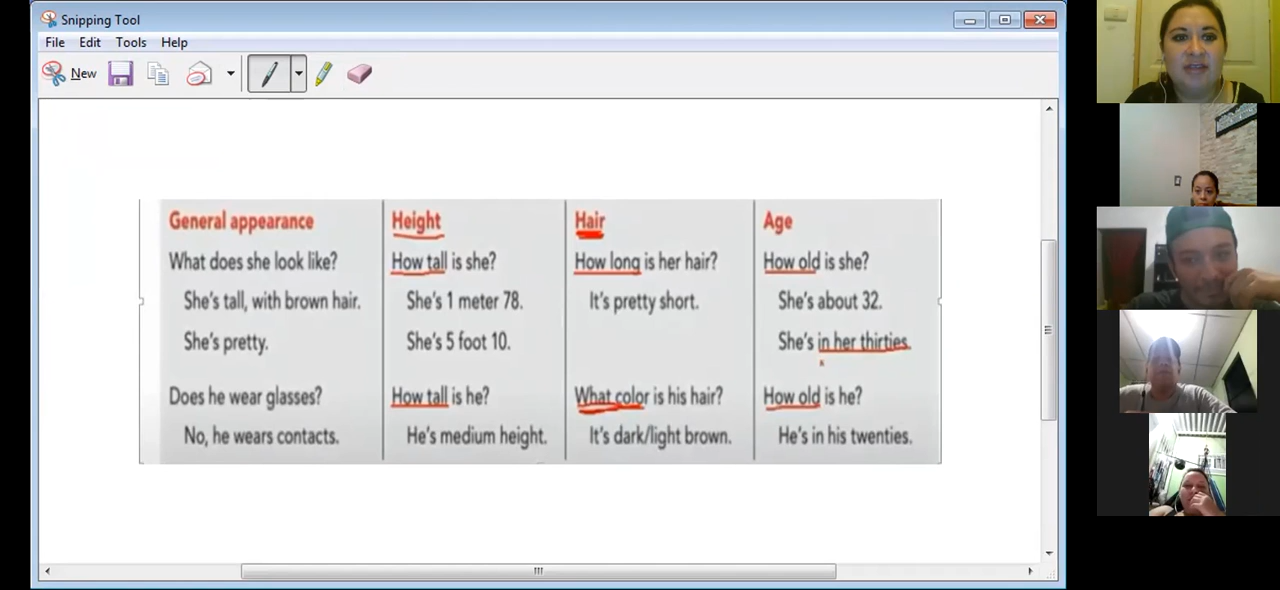 Snipping Tool
File Edit Tools Help
New
General appearance Height Hair Age
What does she look like? How tall is she? How long is her hair? How old is she?
She's tall, with brown hair. She's 1 meter 78. It's pretty short. She's about 32.
She's pretty. She's 5 foot 10. She's in her thirties.
Does he wear glasses? How tall is he? What color is his hair? How old is he?
No, he wears contacts. He's medium height. It's dark/light brown. He's in his twenties.